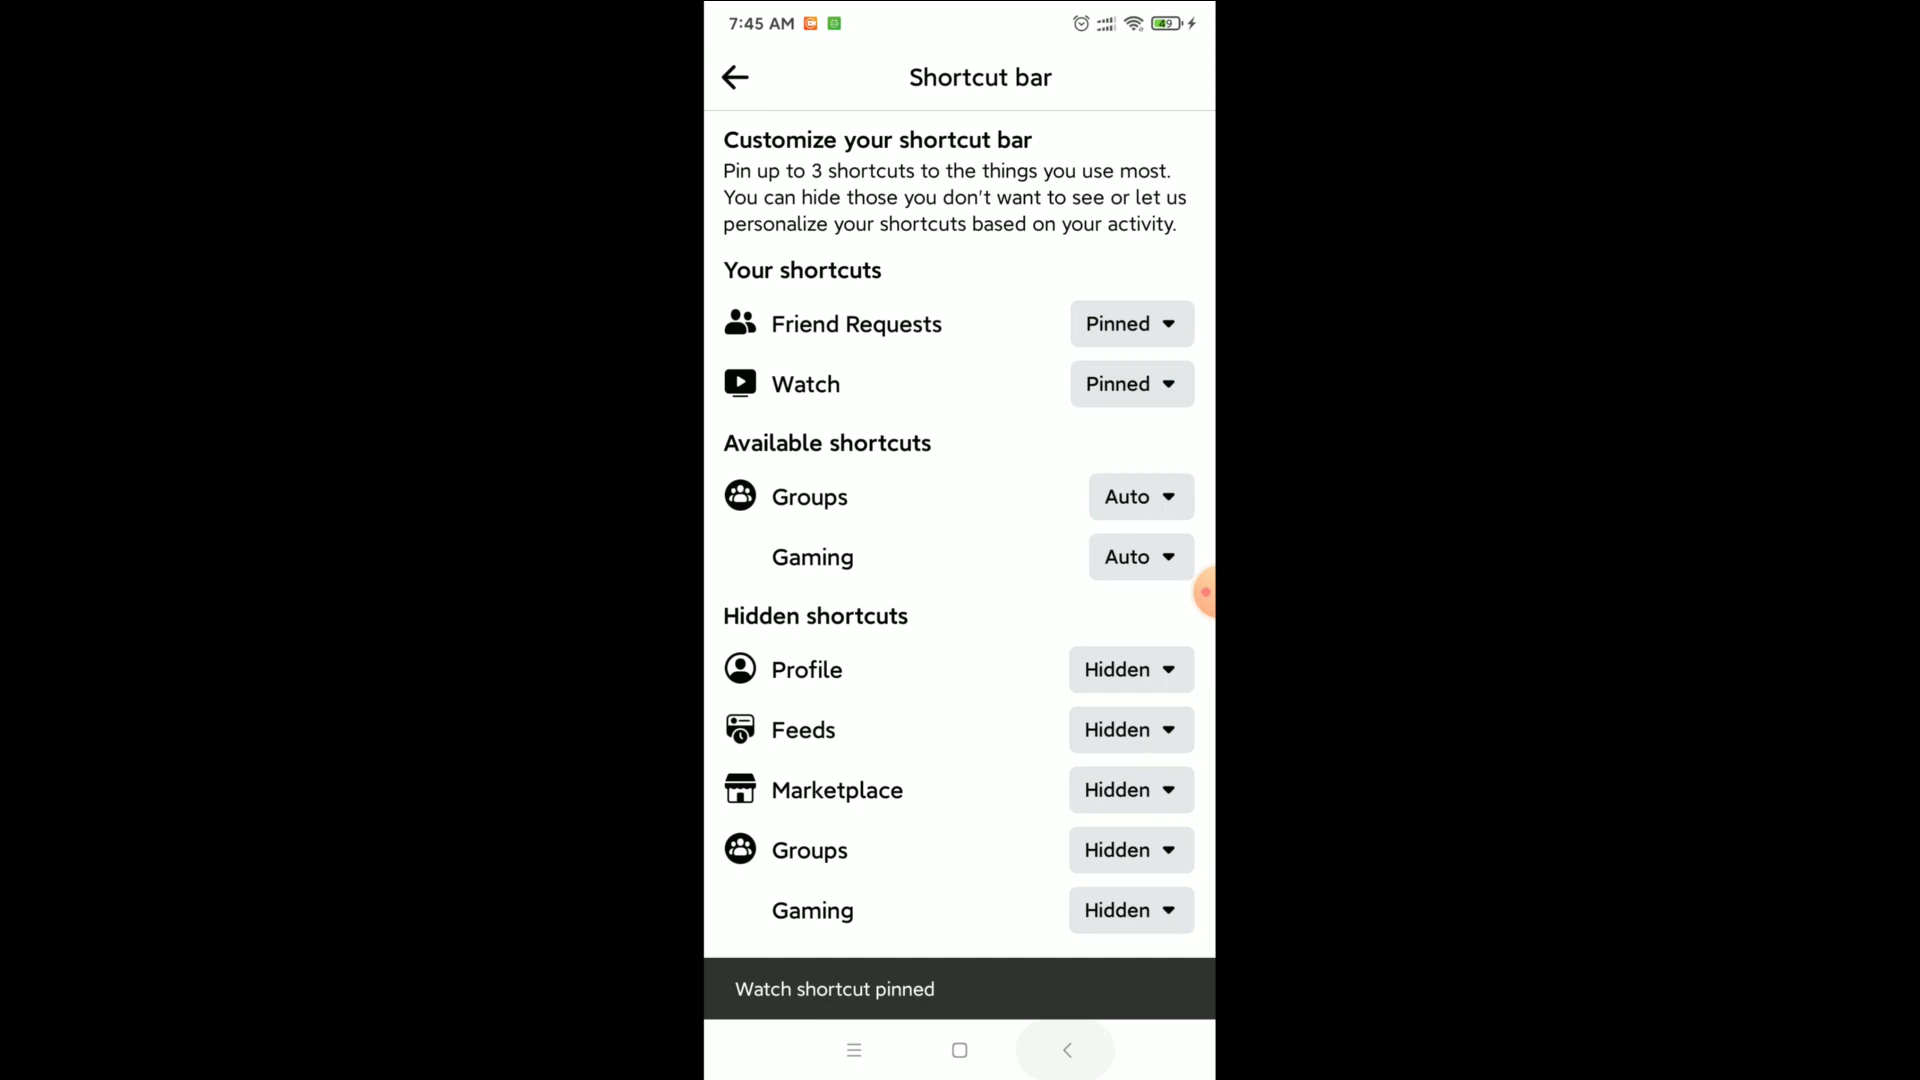 7:45 AM
49
Shortcut bar
Customize your shortcut bar
Pin up to 3 shortcuts to the things you use most.
You can hide those you don't want to see or let us
personalize your shortcuts based on your activity.
Your shortcuts
Friend Requests Pinned
Watch Pinned
Available shortcuts
Groups Auto
Gaming Auto
Hidden shortcuts
Profile Hidden
Feeds Hidden
Marketplace Hidden
Groups Hidden
Gaming Hidden
Watch shortcut pinned